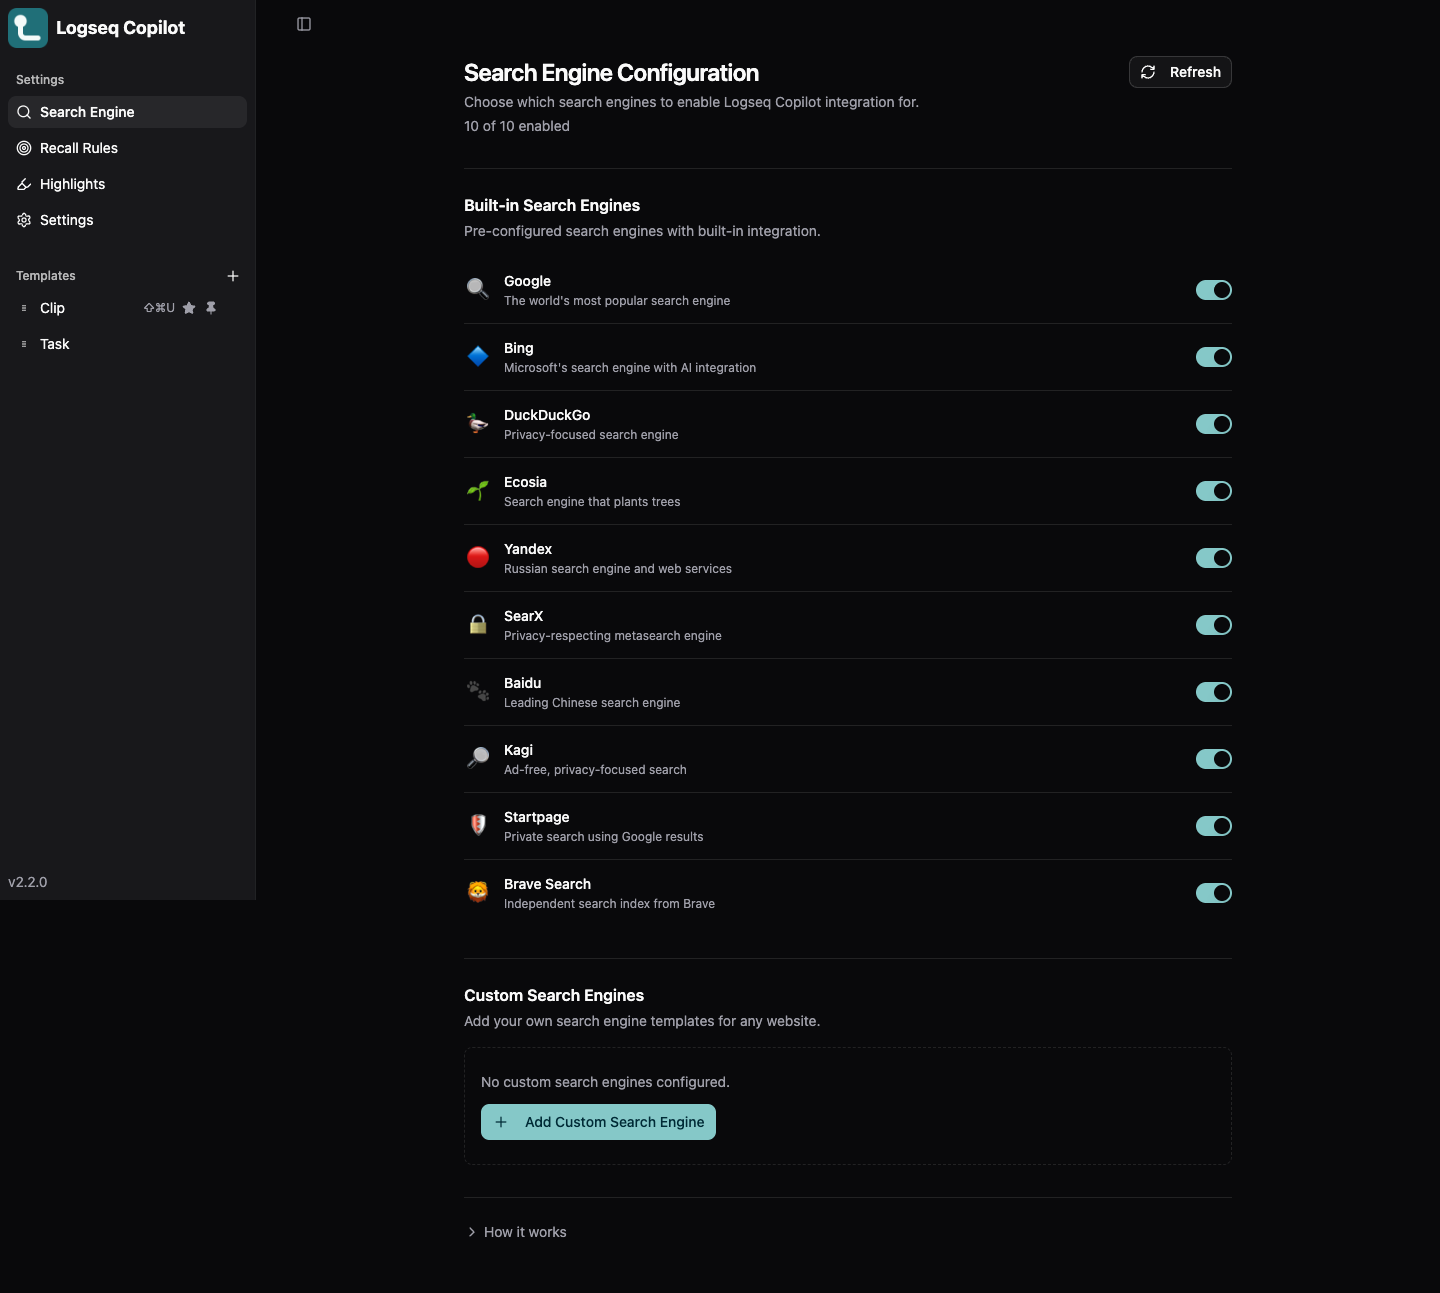 Logseq Copilot
Settings
Search Engine
Recall Rules
Highlights
Settings
Templates
Clip ⇧⌘U
Task
v2.2.0
Search Engine Configuration
Refresh
Choose which search engines to enable Logseq Copilot integration for.
10 of 10 enabled
Built-in Search Engines
Pre-configured search engines with built-in integration.
Google
The world's most popular search engine
Bing
Microsoft's search engine with AI integration
DuckDuckGo
Privacy-focused search engine
Ecosia
Search engine that plants trees
Yandex
Russian search engine and web services
SearX
Privacy-respecting metasearch engine
Baidu
Leading Chinese search engine
Kagi
Ad-free, privacy-focused search
Startpage
Private search using Google results
Brave Search
Independent search index from Brave
Custom Search Engines
Add your own search engine templates for any website.
No custom search engines configured.
Add Custom Search Engine
How it works